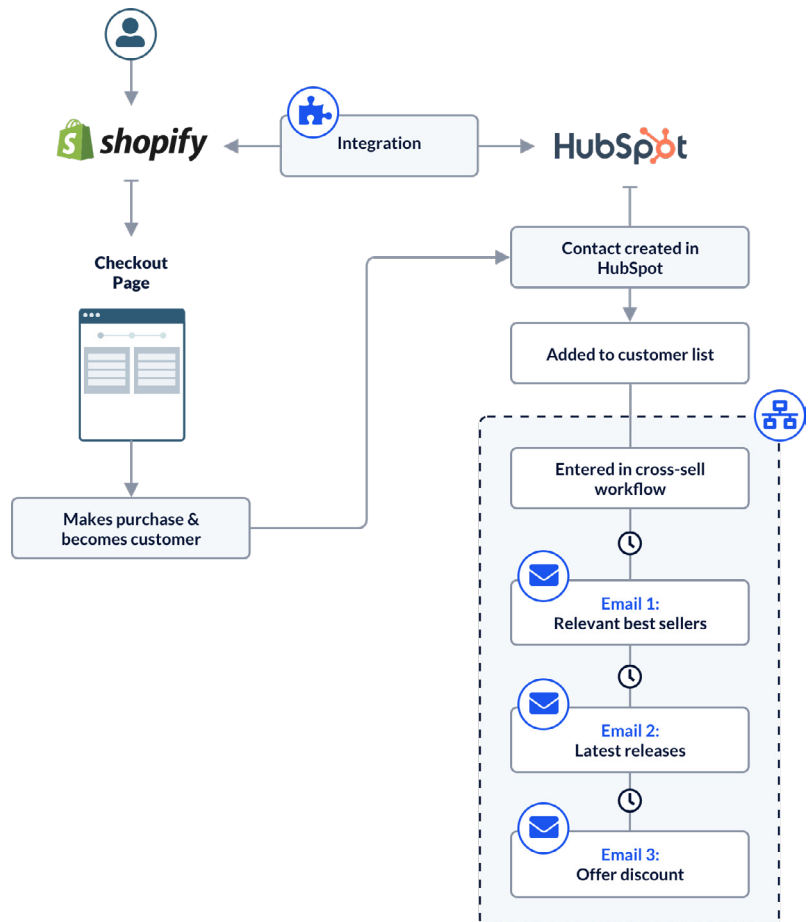 shopify
Integration
HubSpot
Checkout
Page
Contact created in
HubSpot
Added to customer list
Entered in cross-sell
workflow
Makes purchase &
becomes customer
Email 1:
Relevant best sellers
Email 2:
Latest releases
Email 3:
Offer discount